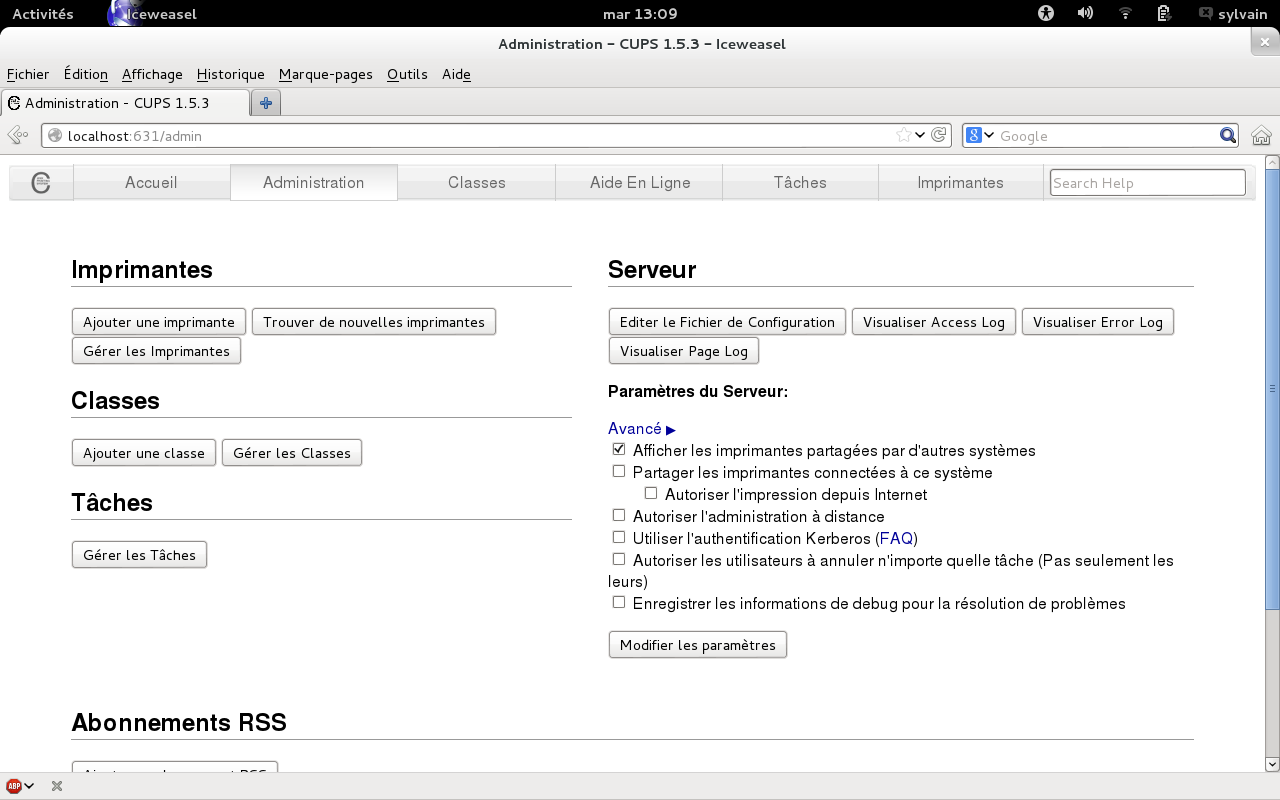 Activités Iceweasel mar 13:09 sylvain
Administration – CUPS 1.5.3 – Iceweasel
Fichier Édition Affichage Historique Marque-pages Outils Aide
Administration - CUPS 1.5.3
localhost:631/admin Google
Accueil Administration Classes Aide En Ligne Tâches Imprimantes Search Help
Imprimantes
Ajouter une imprimante Trouver de nouvelles imprimantes
Gérer les Imprimantes
Classes
Ajouter une classe Gérer les Classes
Tâches
Gérer les Tâches
Serveur
Editer le Fichier de Configuration Visualiser Access Log Visualiser Error Log
Visualiser Page Log
Paramètres du Serveur:
Avancé ▶
Afficher les imprimantes partagées par d'autres systèmes
Partager les imprimantes connectées à ce système
Autoriser l'impression depuis Internet
Autoriser l'administration à distance
Utiliser l'authentification Kerberos (FAQ)
Autoriser les utilisateurs à annuler n'importe quelle tâche (Pas seulement les
leurs)
Enregistrer les informations de debug pour la résolution de problèmes
Modifier les paramètres
Abonnements RSS
ABP